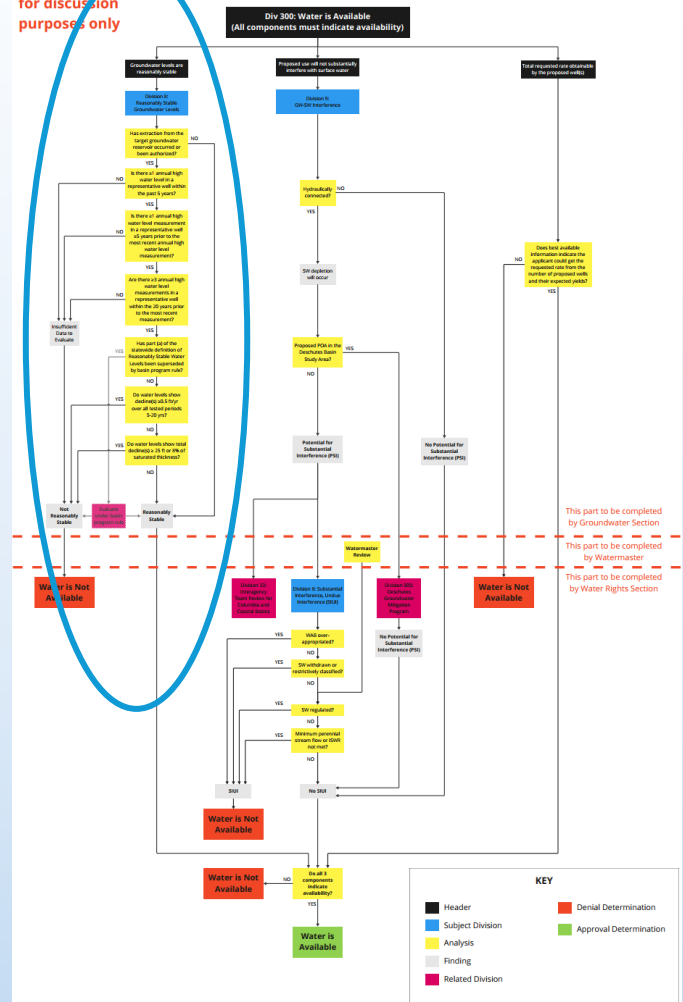 for discussion
purposes only
Div 300: Water is Available
(All components must indicate availability)
Groundwater levels are
reasonably stable
Proposed use will not substantially
interfere with surface water
Total requested rate obtainable
by the proposed well(s)
Reasonably Stable
Groundwater Levels
Division 9:
GW-SW Interference
Has extraction from the
target groundwater
reservoir occurred or
been authorized?
NO
YES
Is there ≥1 annual high
water level in a
representative well within
the past 5 years?
NO
YES
Hydraulically
connected?
NO
YES
Is there ≥1 annual high
water level measurement
in a representative well
≥5 years prior to the
most recent annual high
water level
measurement?
NO
YES
SW depletion
will occur
Does best available
information indicate the
applicant could get the
requested rate from the
number of proposed wells
and their expected yields?
NO
YES
Are there ≥3 annual high
water level
measurements in a
representative well
within the 20 years prior
to the most recent
measurement?
NO
YES
Insufficient
Data to
Evaluate
Has part (a) of the
statewide definition of
Reasonably Stable Water
Levels been superseded
by basin program rule?
YES
NO
Proposed POA in the
Deschutes Basin
Study Area?
YES
NO
Do water levels show
decline(s) ≥0.5 ft/yr
over all tested periods
5-20 yrs?
YES
NO
Do water levels show total
decline(s) ≥ 25 ft or 8% of
saturated thickness?
YES
NO
Potential for
Substantial
Interference (PSI)
No Potential for
Substantial
Interference (PSI)
Not
Reasonably
Stable
Evaluate
under basin
program rule
Reasonably
Stable
This part to be completed
by Groundwater Section
Watermaster
Review
This part to be completed
by Watermaster
This part to be completed
by Water Rights Section
Water is Not
Available
Division 9: Substantial
Interference, Undue
Interference (SIUI)
Deschutes
Groundwater
Mitigation
Program
Water is Not
Available
No Potential for
Substantial
Interference (PSI)
WAB over-
appropriated?
YES
NO
SW withdrawn or
restrictively classified?
YES
NO
SW regulated?
YES
NO
Minimum perennial
stream flow or ISWR
not met?
YES
NO
SIUI
No SIUI
Water is Not
Available
Water is Not
Available
NO
Do all 3
components
indicate
availability?
YES
Water is
Available
KEY
Header
Subject Division
Analysis
Finding
Related Division
Denial Determination
Approval Determination